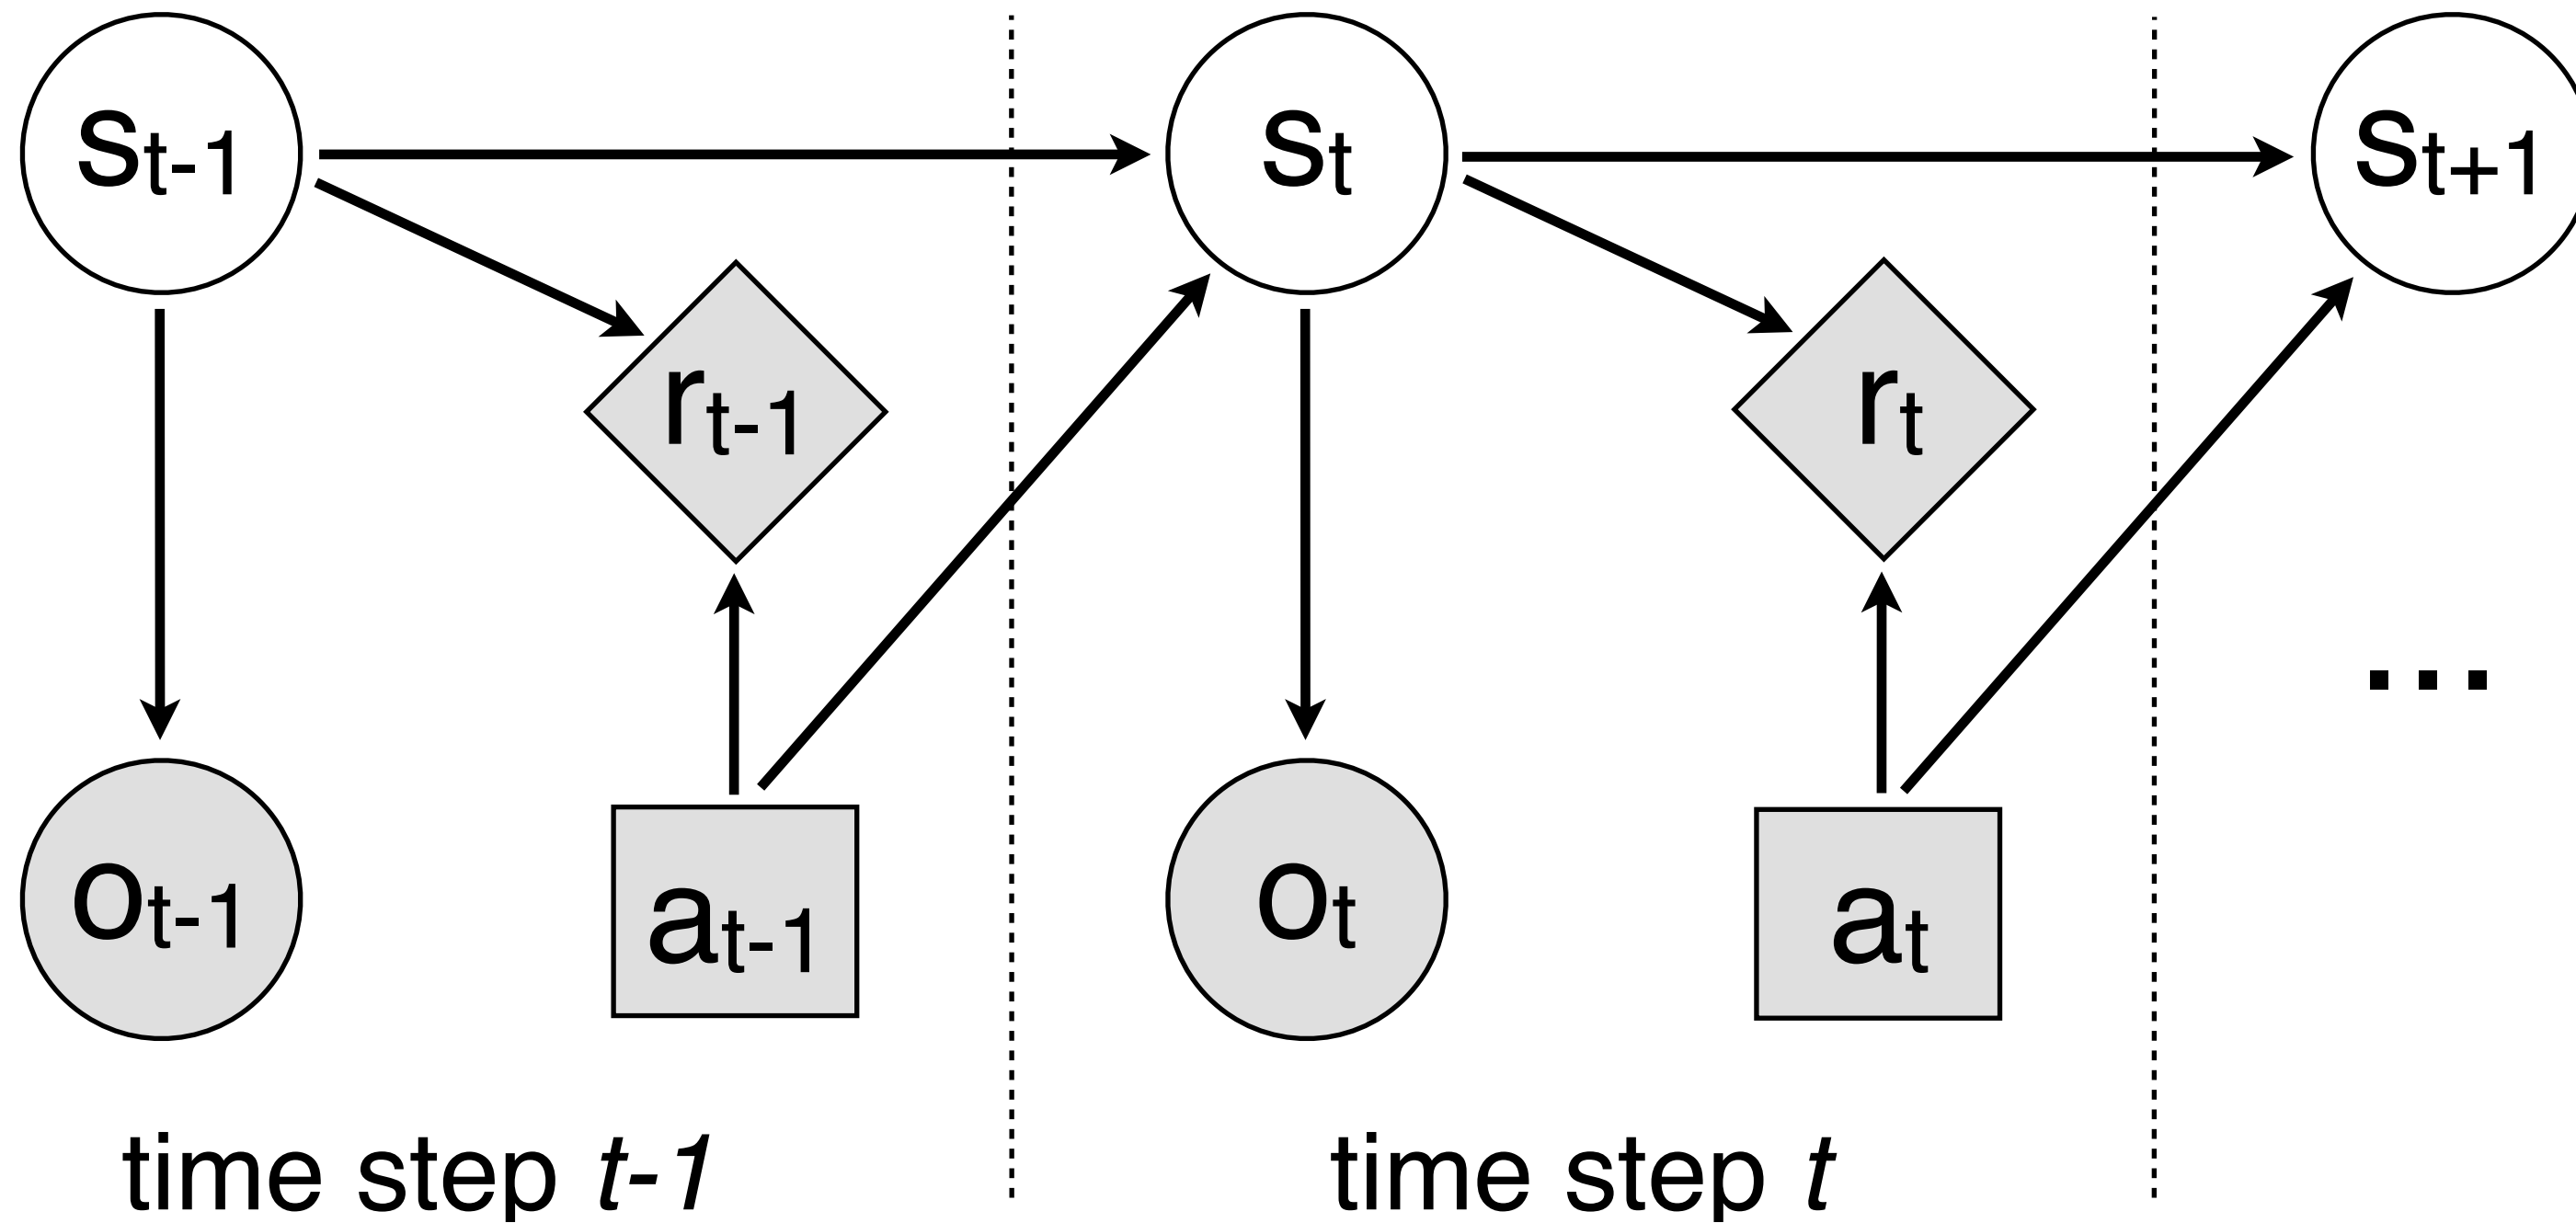 st-1
st
st+1
rt-1
rt
ot-1
at-1
ot
at
...
time step t-1
time step t